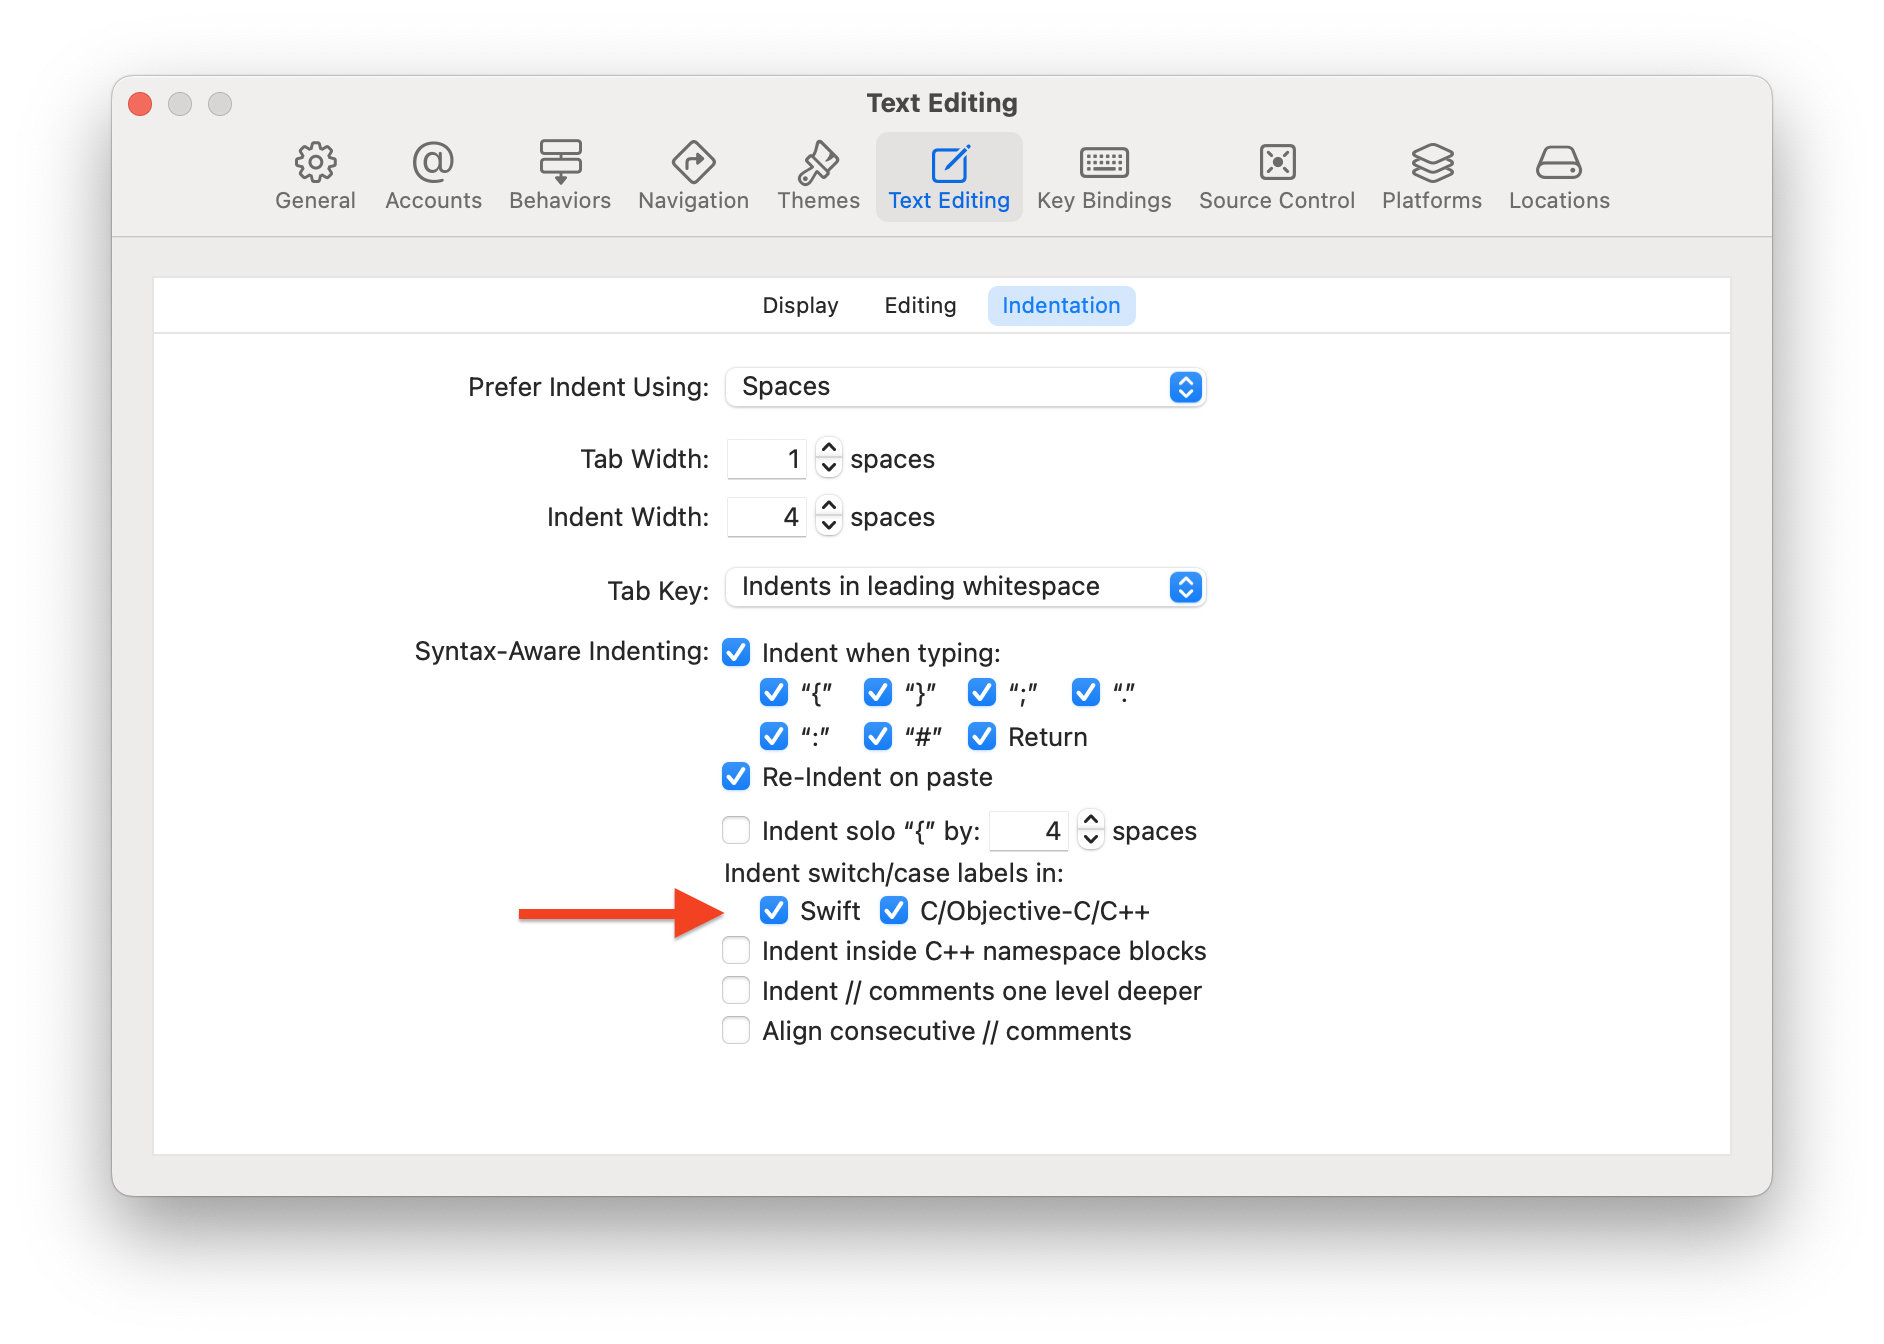 Text Editing
General Accounts Behaviors Navigation Themes Text Editing Key Bindings Source Control Platforms Locations
Display Editing Indentation
Prefer Indent Using: Spaces
Tab Width: 1 spaces
Indent Width: 4 spaces
Tab Key: Indents in leading whitespace
Syntax-Aware Indenting: Indent when typing:
“{” “}” “;” “.”
“:” “#” Return
Re-Indent on paste
Indent solo “{” by: 4 spaces
Indent switch/case labels in:
Swift C/Objective-C/C++
Indent inside C++ namespace blocks
Indent // comments one level deeper
Align consecutive // comments